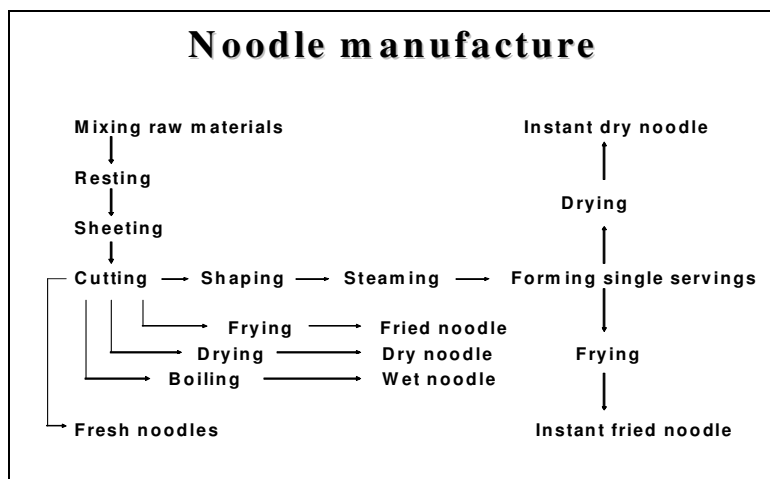 Noodle manufacture
Mixing raw materials
Instant dry noodle
Resting
Drying
Sheeting
Cutting
Shaping
Steaming
Forming single servings
Frying
Fried noodle
Drying
Dry noodle
Frying
Boiling
Wet noodle
Fresh noodles
Instant fried noodle